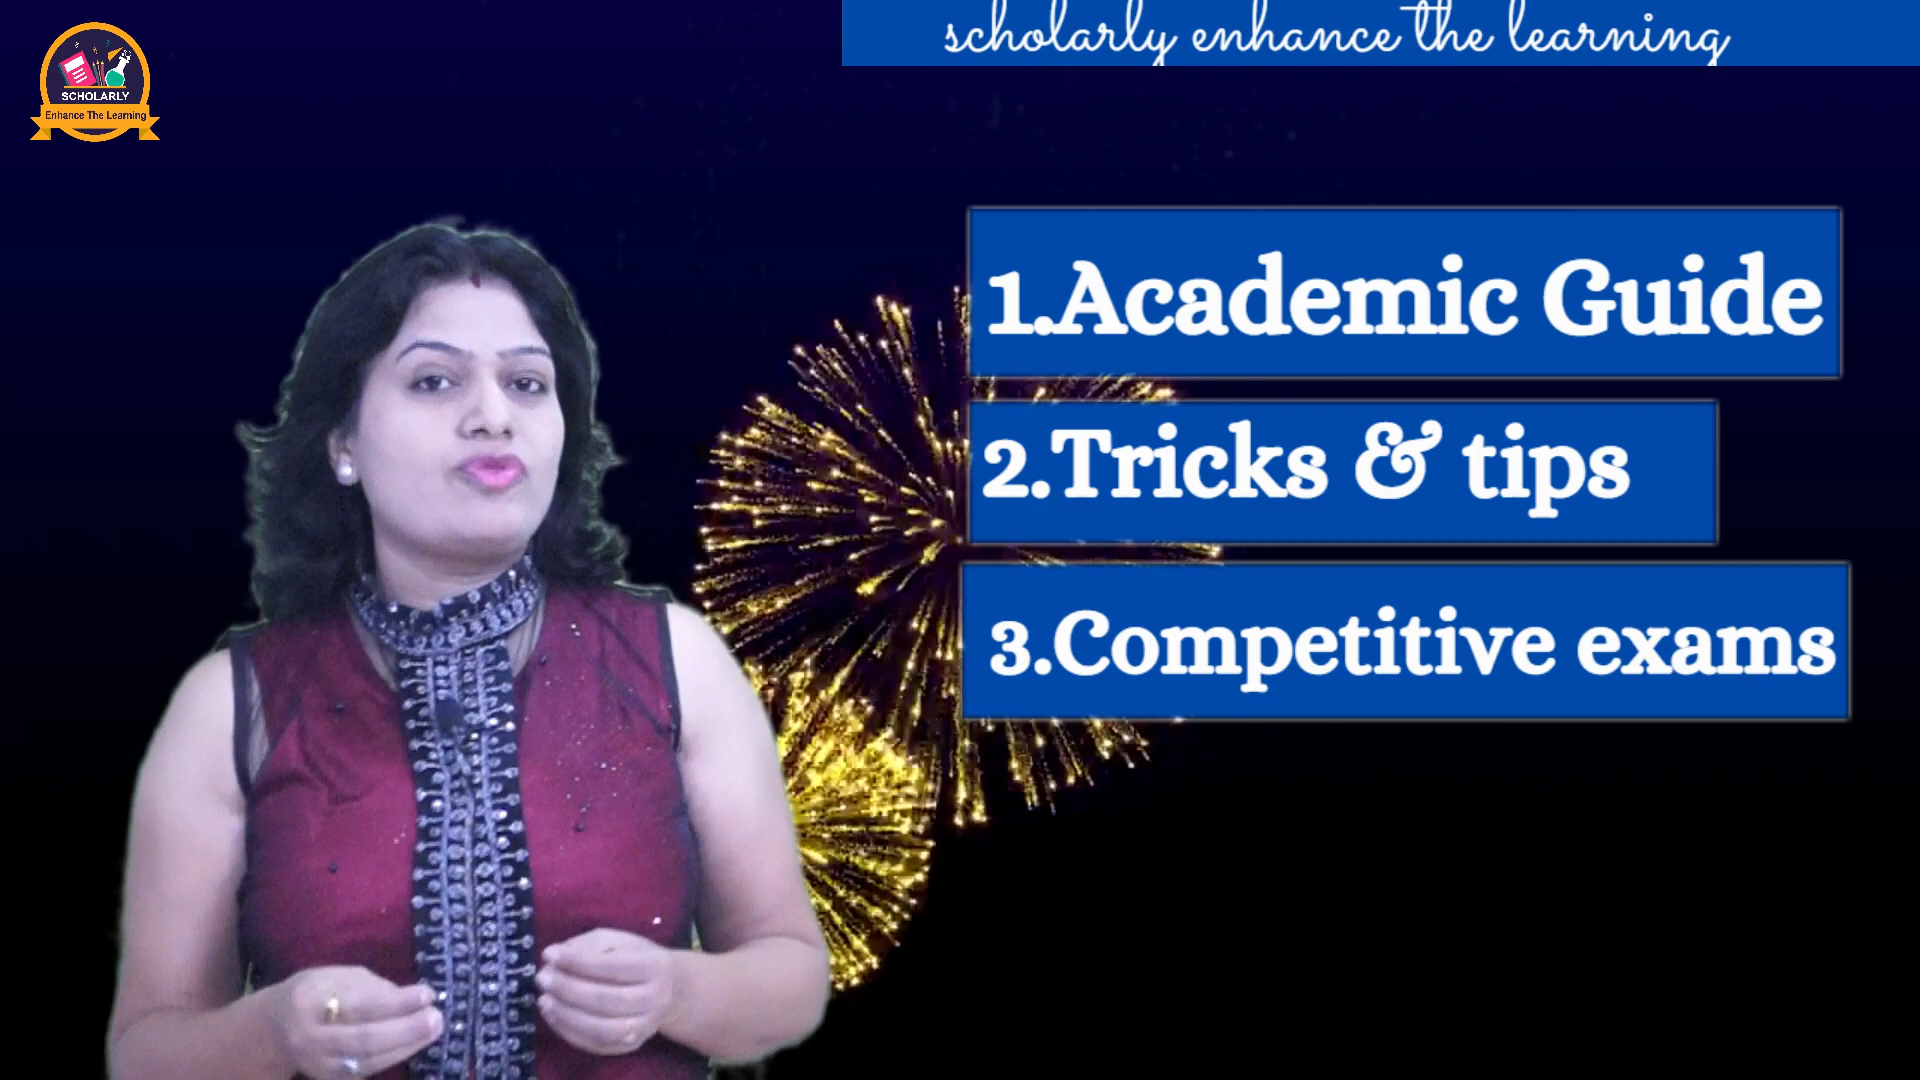 SCHOLARLY
Enhance The Learning
scholarly enhance the learning
1.Academic Guide
2.Tricks & tips
3.Competitive exams